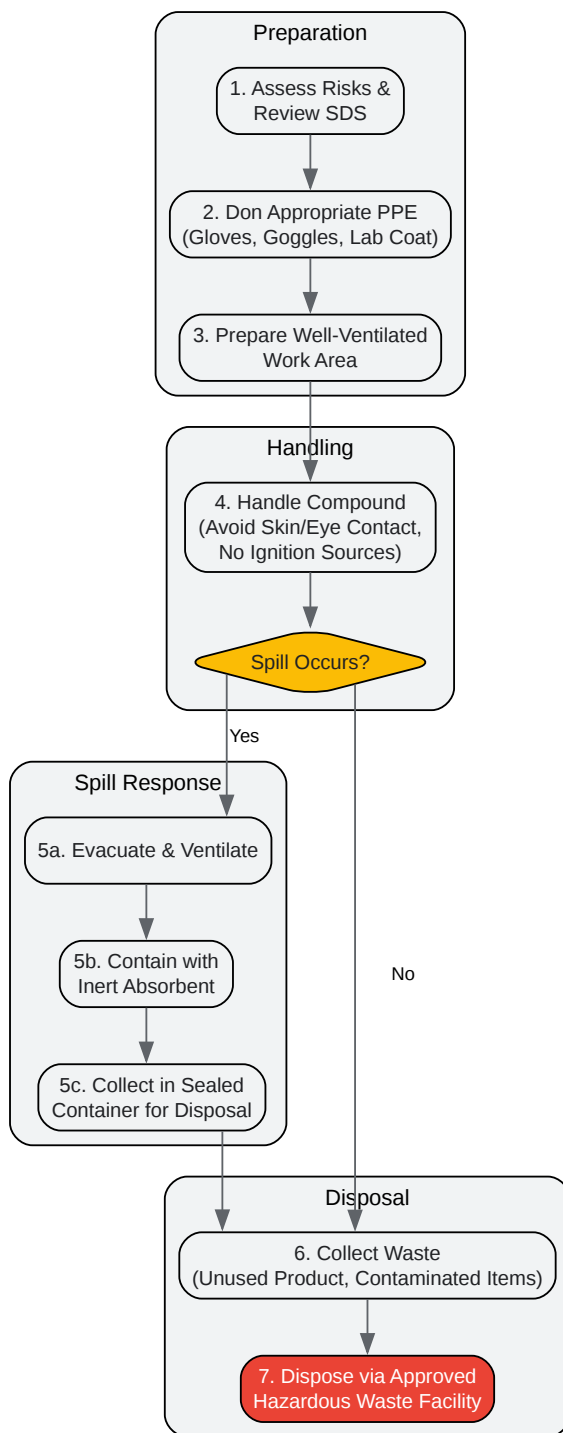 Preparation
1. Assess Risks &
Review SDS
2. Don Appropriate PPE
(Gloves, Goggles, Lab Coat)
3. Prepare Well-Ventilated
Work Area
Handling
4. Handle Compound
(Avoid Skin/Eye Contact,
No Ignition Sources)
Spill Occurs?
Yes
Spill Response
5a. Evacuate & Ventilate
5b. Contain with
Inert Absorbent
No
5c. Collect in Sealed
Container for Disposal
Disposal
6. Collect Waste
(Unused Product, Contaminated Items)
7. Dispose via Approved
Hazardous Waste Facility